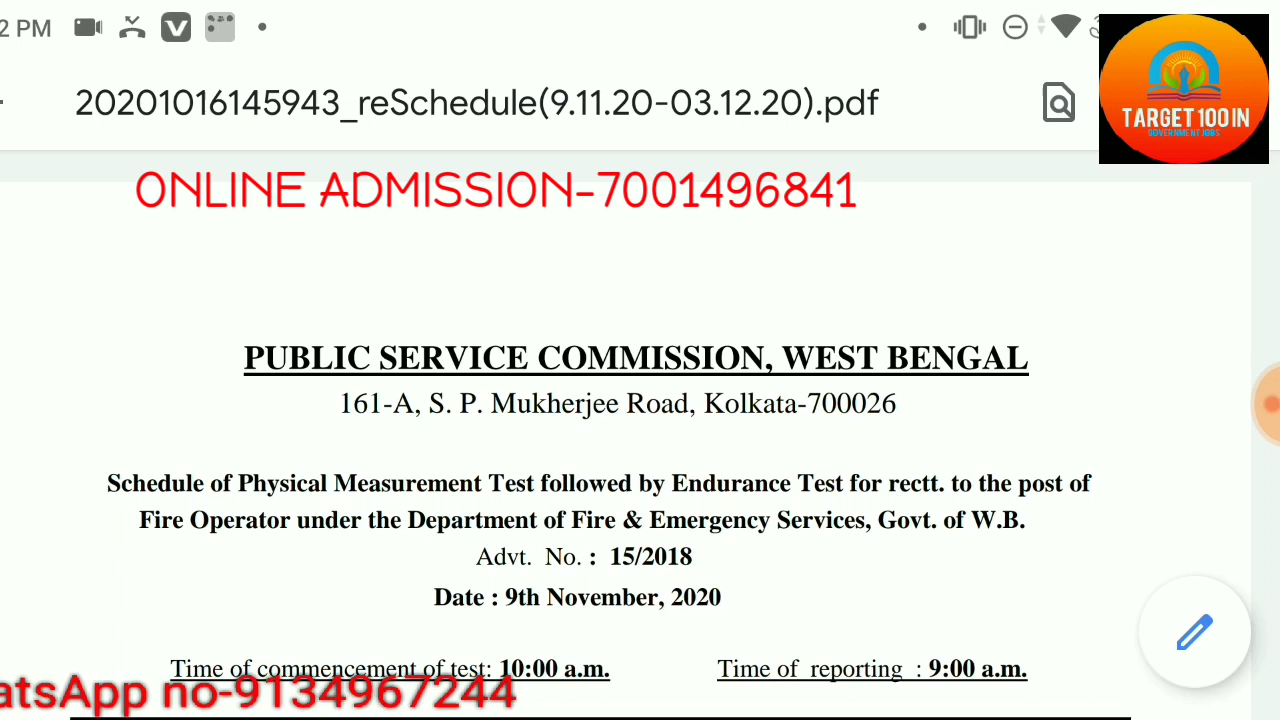 2 PM
20201016145943_reSchedule(9.11.20-03.12.20).pdf
TARGET 100 IN
GOVERNMENT JOBS
ONLINE ADMISSION-7001496841
PUBLIC SERVICE COMMISSION, WEST BENGAL
161-A, S. P. Mukherjee Road, Kolkata-700026
Schedule of Physical Measurement Test followed by Endurance Test for rectt. to the post of
Fire Operator under the Department of Fire & Emergency Services, Govt. of W.B.
Advt. No. : 15/2018
Date : 9th November, 2020
Time of commencement of test: 10:00 a.m. Time of reporting : 9:00 a.m.
atsApp no-9134967244